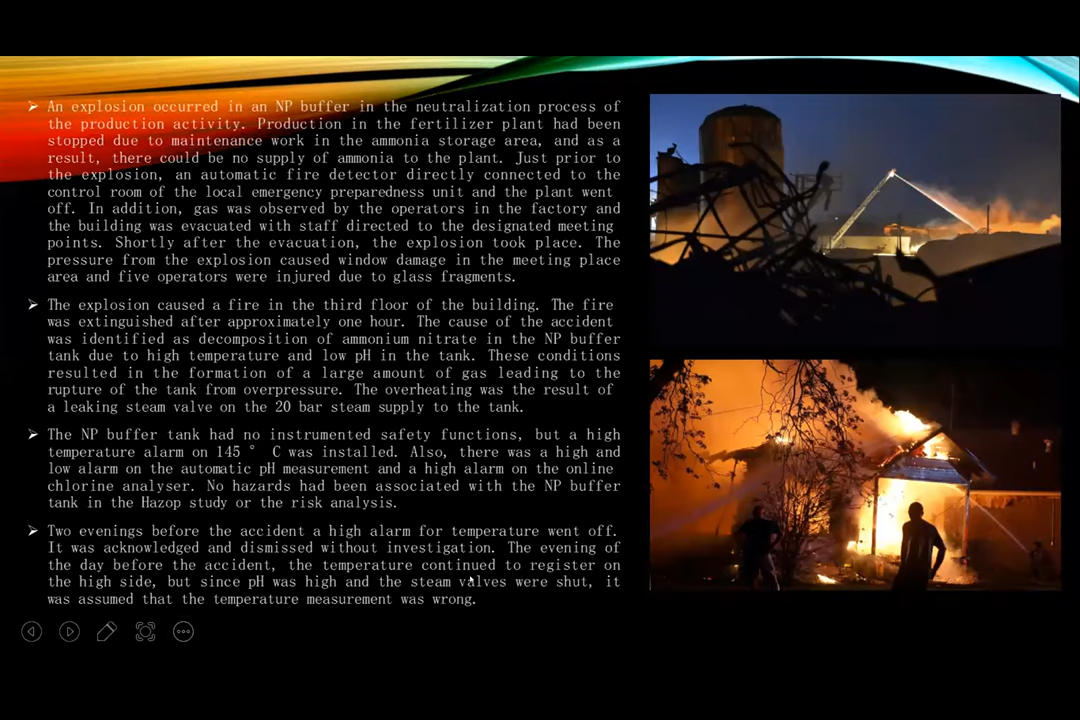 ➢ An explosion occurred in an NP buffer in the neutralization process of
the production activity. Production in the fertilizer plant had been
stopped due to maintenance work in the ammonia storage area, and as a
result, there could be no supply of ammonia to the plant. Just prior to
the explosion, an automatic fire detector directly connected to the
control room of the local emergency preparedness unit and the plant went
off. In addition, gas was observed by the operators in the factory and
the building was evacuated with staff directed to the designated meeting
points. Shortly after the evacuation, the explosion took place. The
pressure from the explosion caused window damage in the meeting place
area and five operators were injured due to glass fragments.
➢ The explosion caused a fire in the third floor of the building. The fire
was extinguished after approximately one hour. The cause of the accident
was identified as decomposition of ammonium nitrate in the NP buffer
tank due to high temperature and low pH in the tank. These conditions
resulted in the formation of a large amount of gas leading to the
rupture of the tank from overpressure. The overheating was the result of
a leaking steam valve on the 20 bar steam supply to the tank.
➢ The NP buffer tank had no instrumented safety functions, but a high
temperature alarm on 145 ° C was installed. Also, there was a high and
low alarm on the automatic pH measurement and a high alarm on the online
chlorine analyser. No hazards had been associated with the NP buffer
tank in the Hazop study or the risk analysis.
➢ Two evenings before the accident a high alarm for temperature went off.
It was acknowledged and dismissed without investigation. The evening of
the day before the accident, the temperature continued to register on
the high side, but since pH was high and the steam valves were shut, it
was assumed that the temperature measurement was wrong.